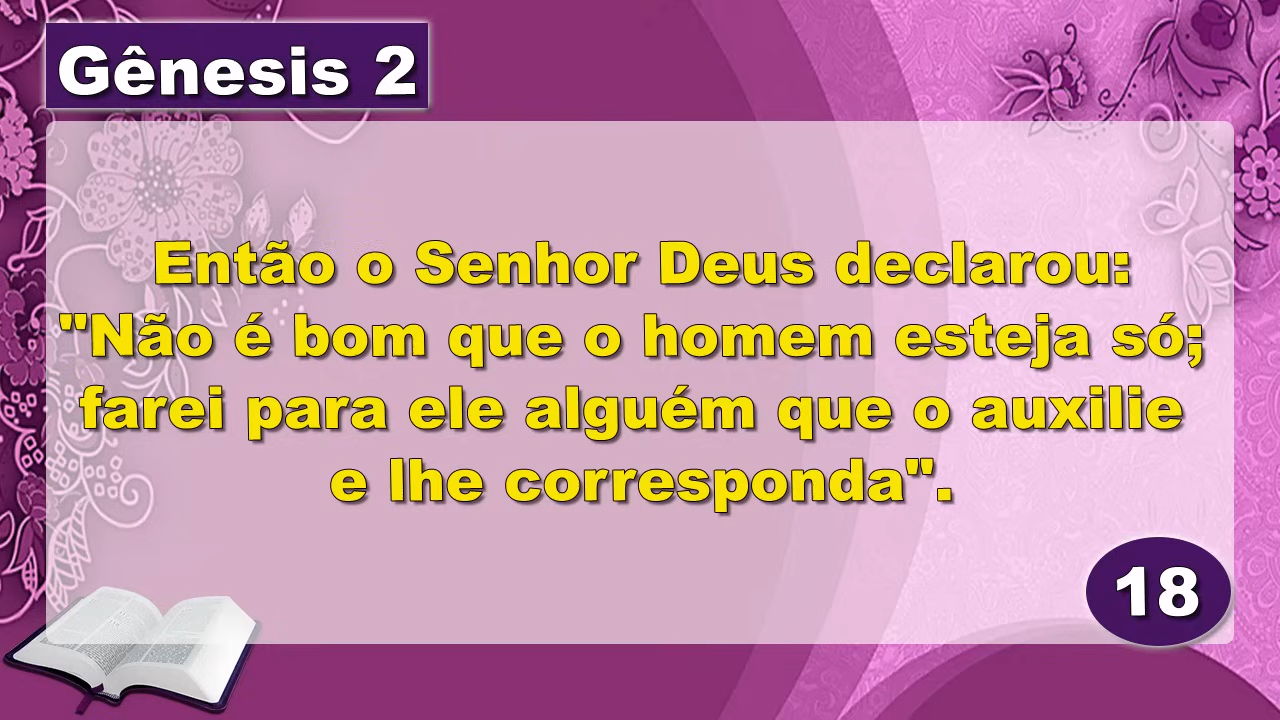 Gênesis 2
Então o Senhor Deus declarou:
"Não é bom que o homem esteja só;
farei para ele alguém que o auxilie
e lhe corresponda".
18